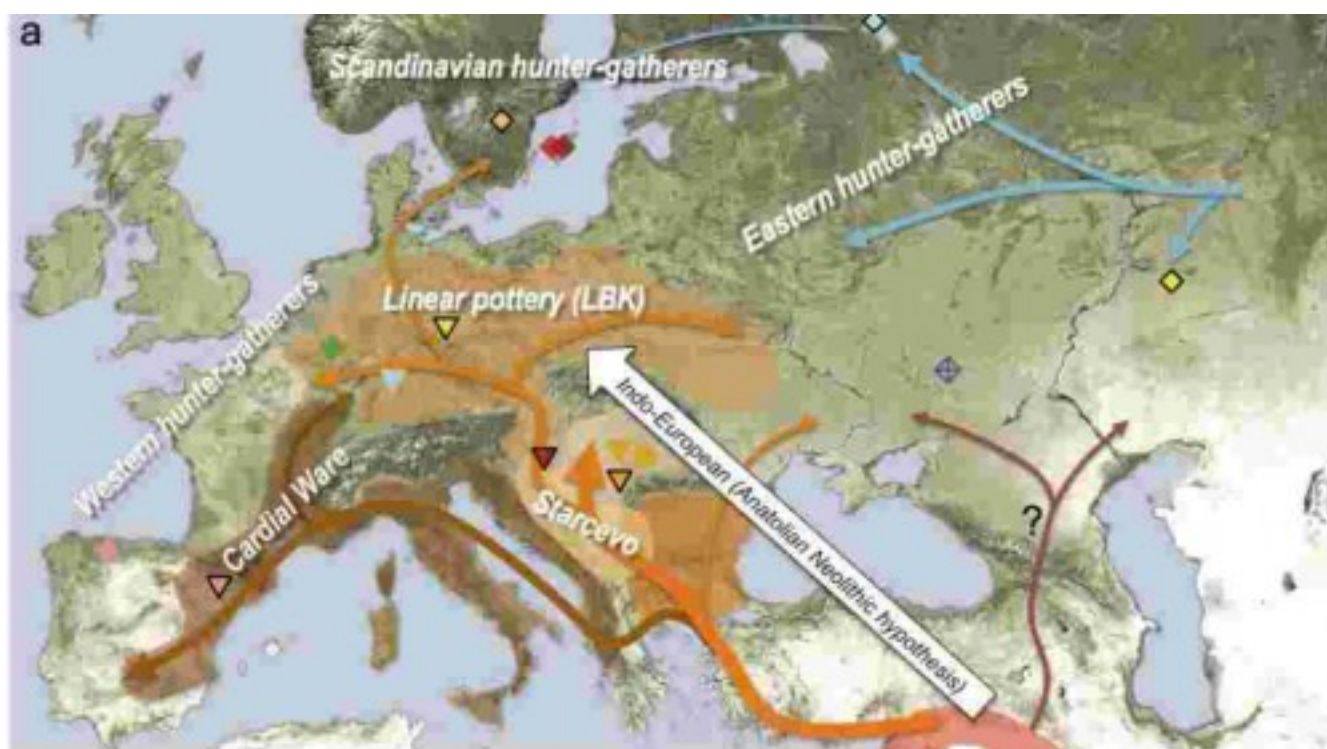 a
Scandinavian hunter-gatherers
Eastern hunter-gatherers
Linear pottery (LBK)
Western hunter-gatherers
Indo-European (Anatolian Neolithic hypothesis)
Cardial Ware
Starcevo
?